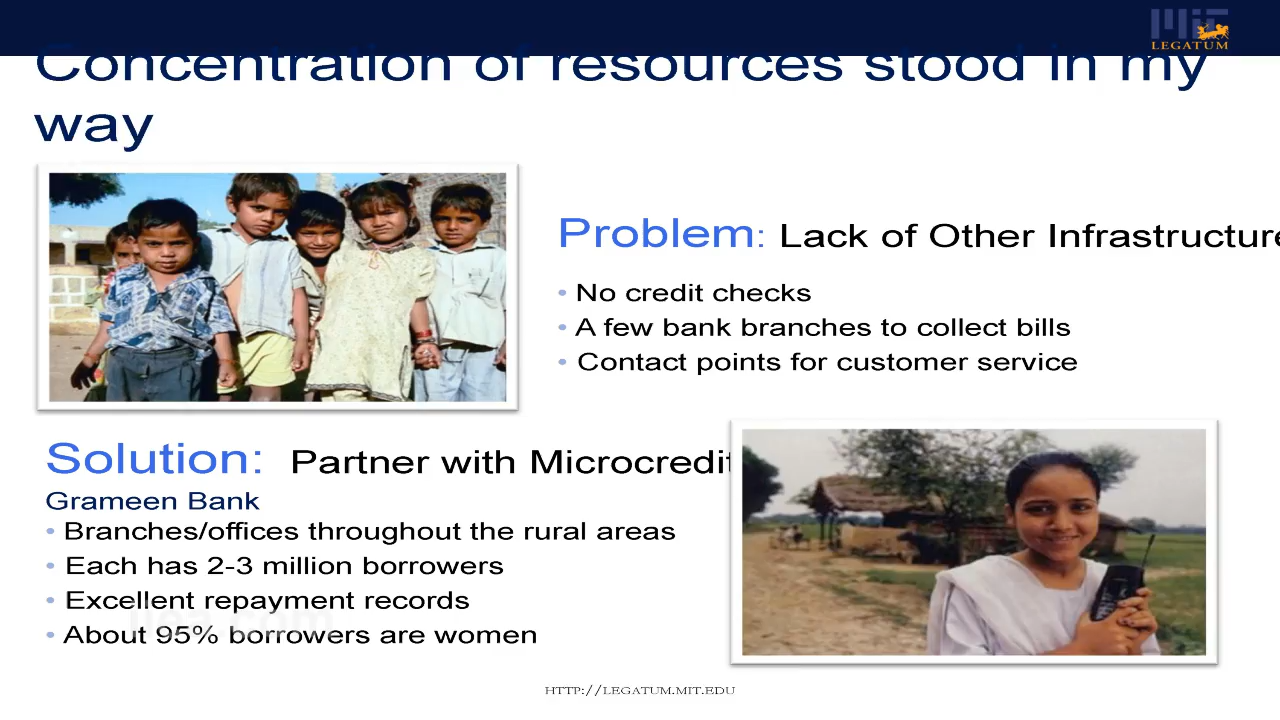 MIT
LEGATUM
Concentration of resources stood in my
way
Problem: Lack of Other Infrastructure
• No credit checks
• A few bank branches to collect bills
• Contact points for customer service
Solution: Partner with Microcredit
Grameen Bank
• Branches/offices throughout the rural areas
• Each has 2-3 million borrowers
• Excellent repayment records
• About 95% borrowers are women
HTTP://LEGATUM.MIT.EDU